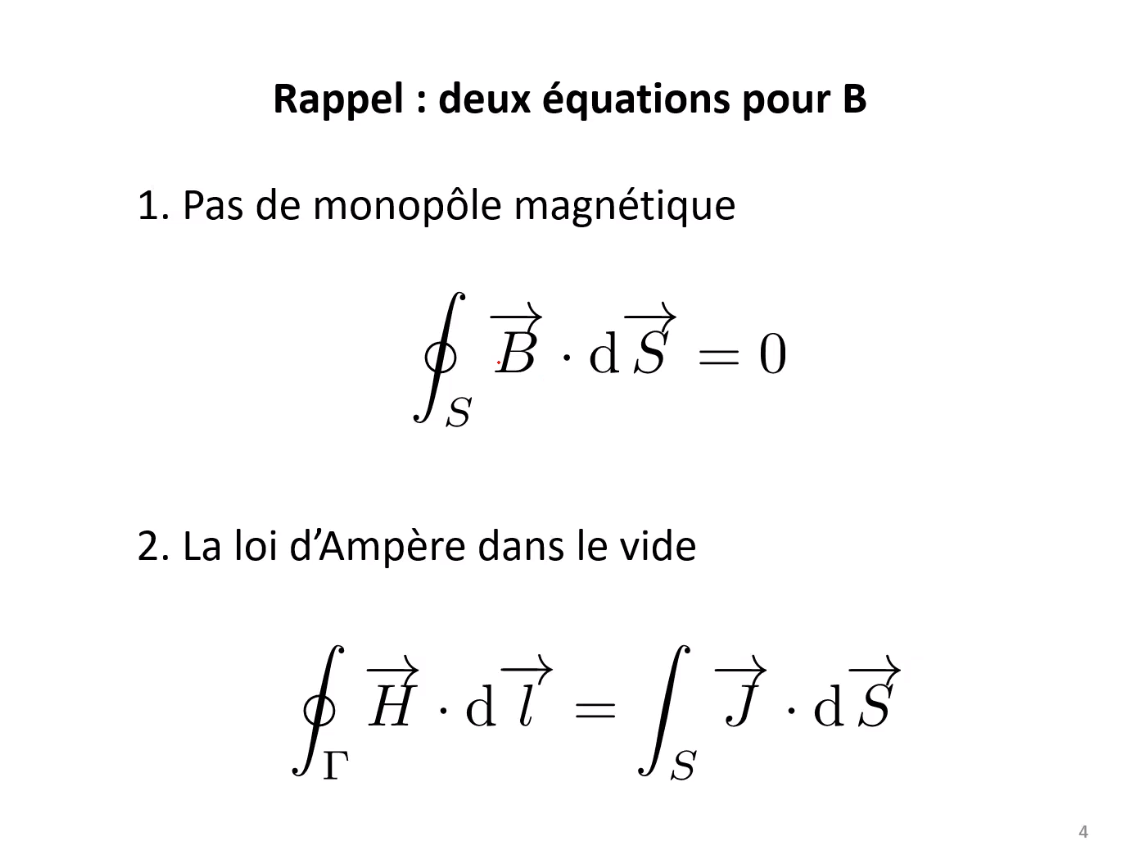 Rappel : deux équations pour B
1. Pas de monopôle magnétique
$\oint_S \overrightarrow{B} \cdot \mathrm{d}\overrightarrow{S} = 0$
2. La loi d’Ampère dans le vide
$\oint_\Gamma \overrightarrow{H} \cdot \mathrm{d}\overrightarrow{l} = \int_S \overrightarrow{J} \cdot \mathrm{d}\overrightarrow{S}$
4